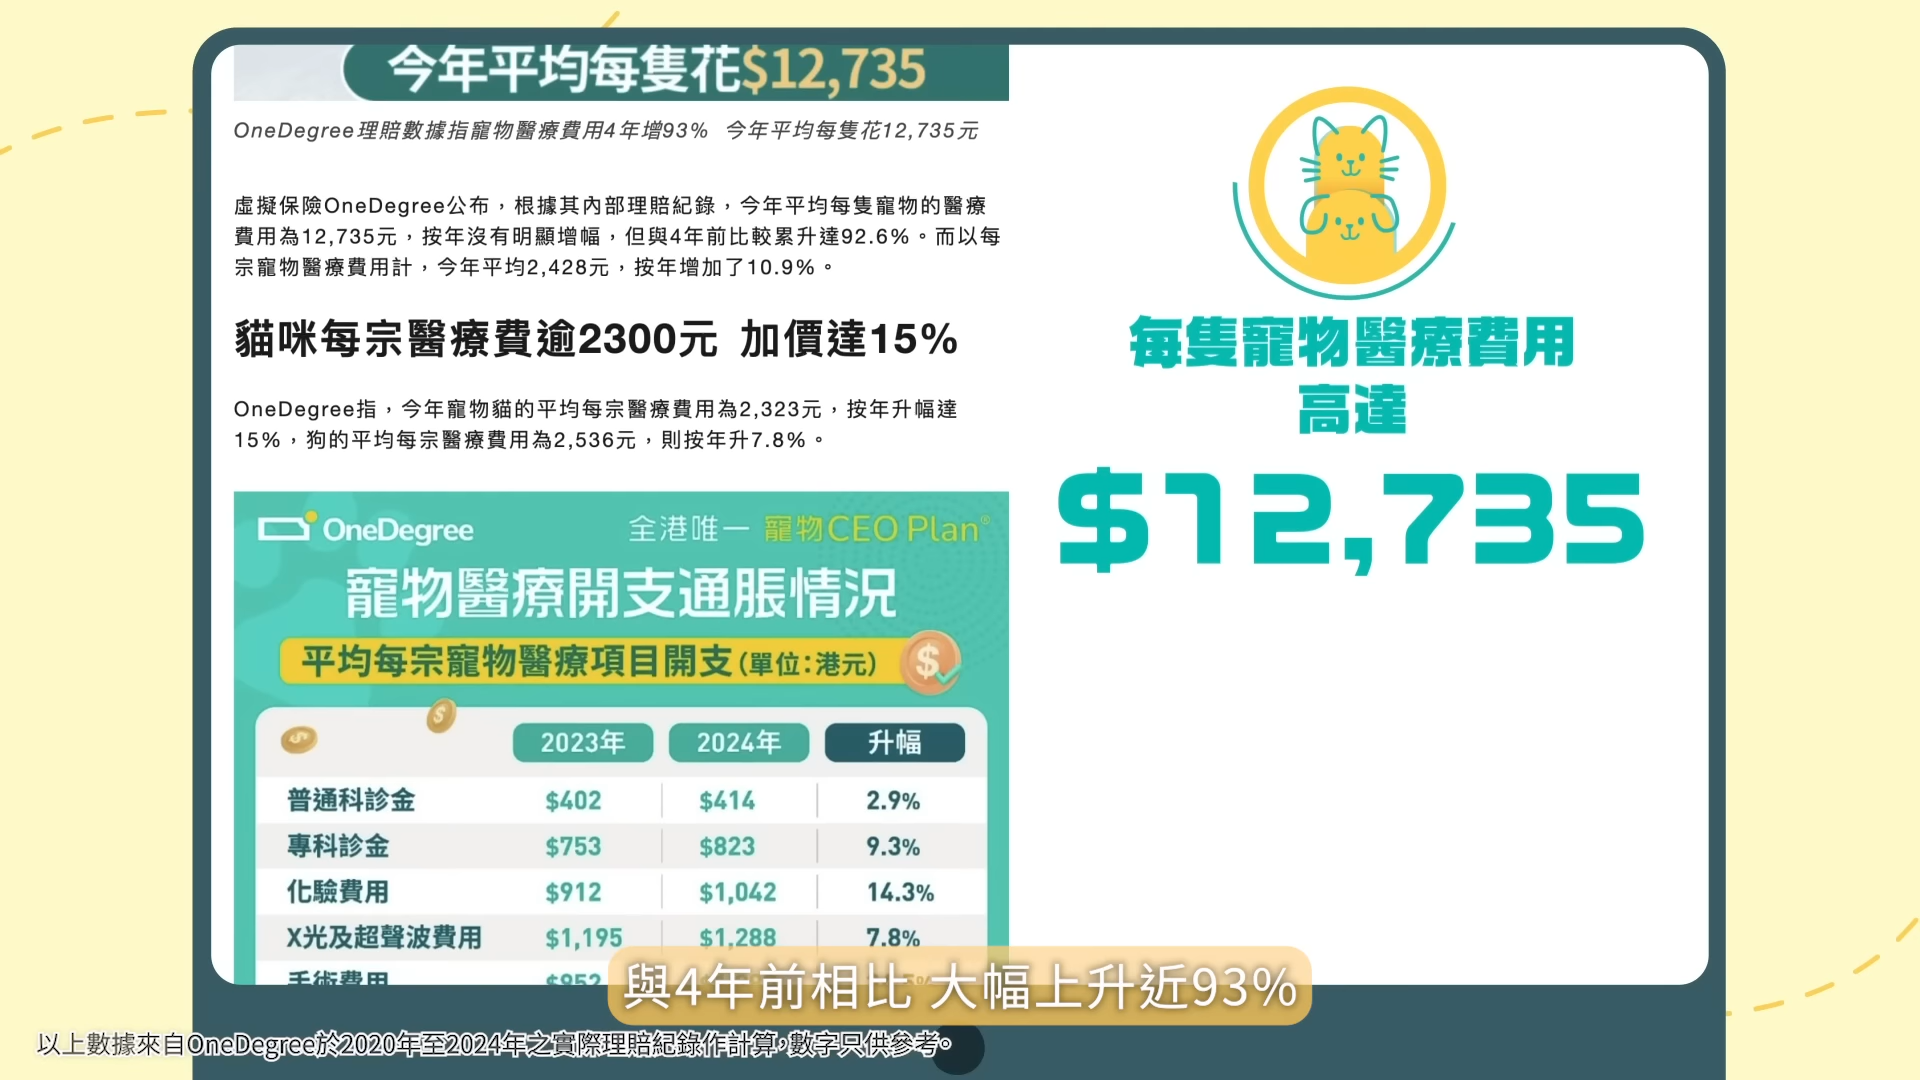 今年平均每隻花$12,735
OneDegree理賠數據指寵物醫療費用4年增93% 今年平均每隻花12,735元
虛擬保險OneDegree公布，根據其內部理賠紀錄，今年平均每隻寵物的醫療
費用為12,735元，按年沒有明顯增幅，但與4年前比較累升達92.6%。而以每
宗寵物醫療費用計，今年平均2,428元，按年增加了10.9%。
貓咪每宗醫療費逾2300元 加價達15%
OneDegree指，今年寵物貓的平均每宗醫療費用為2,323元，按年升幅達
15%，狗的平均每宗醫療費用為2,536元，則按年升7.8%。
OneDegree 全港唯一 寵物CEO Plan®
寵物醫療開支通脹情況
平均每宗寵物醫療項目開支(單位:港元)
2023年 2024年 升幅
普通科診金 $402 $414 2.9%
專科診金 $753 $823 9.3%
化驗費用 $912 $1,042 14.3%
X光及超聲波費用 $1,195 $1,288 7.8%
手術費用 $952
每隻寵物醫療費用
高達
$12,735
與4年前相比 大幅上升近93%
以上數據來自OneDegree於2020年至2024年之實際理賠紀錄作計算,數字只供參考。